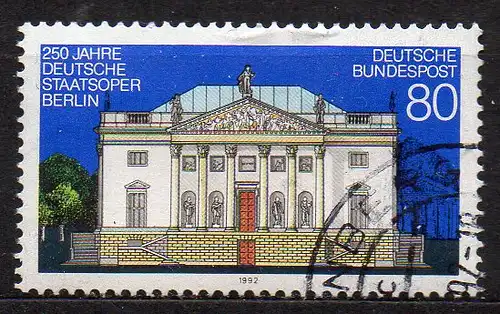 250 JAHRE
DEUTSCHE
STAATSOPER
BERLIN
DEUTSCHE
BUNDESPOST
80
1992